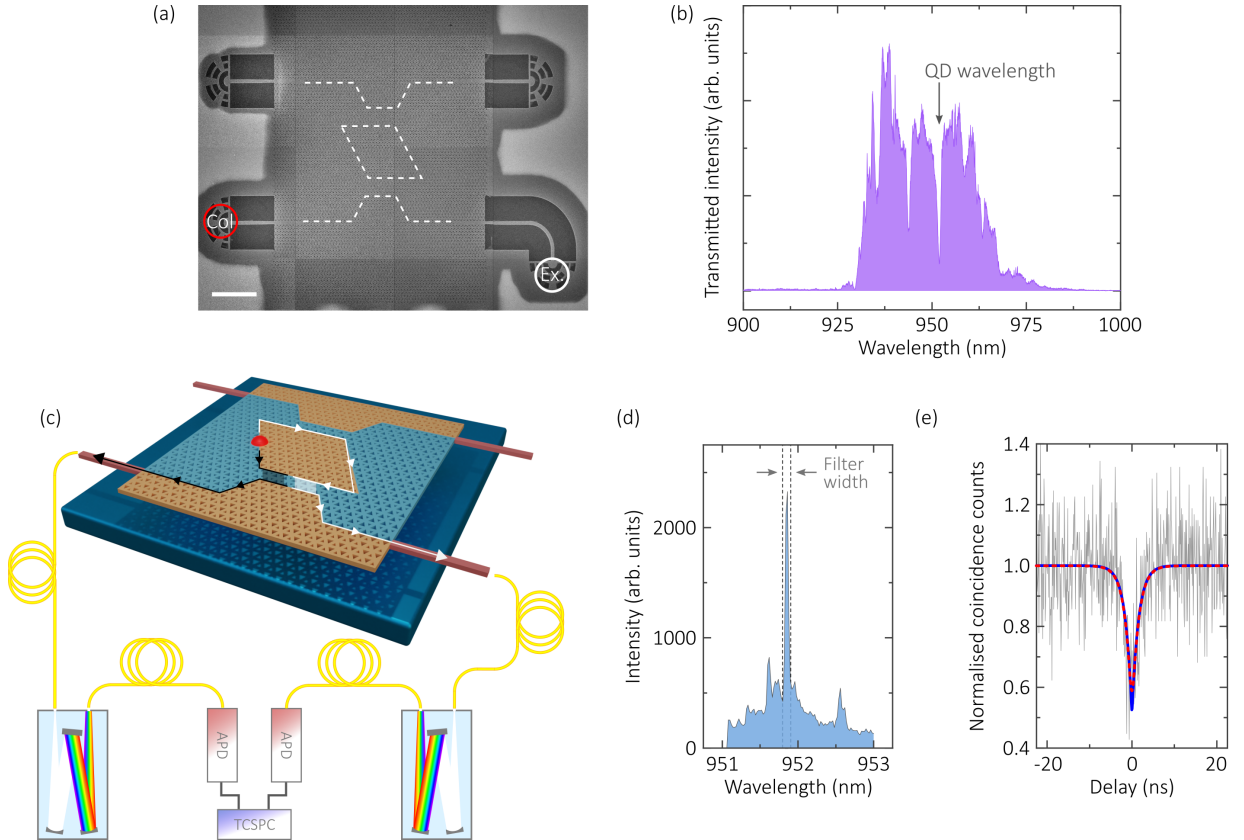 (a)
Col
Ex.
(b)
Transmitted intensity (arb. units)
QD wavelength
900
925
950
975
1000
Wavelength (nm)
(c)
APD
APD
TCSPC
(d)
Intensity (arb. units)
Filter
width
2000
1000
0
951
952
953
Wavelength (nm)
(e)
Normalised coincidence counts
1.4
1.2
1.0
0.8
0.6
0.4
-20
0
20
Delay (ns)